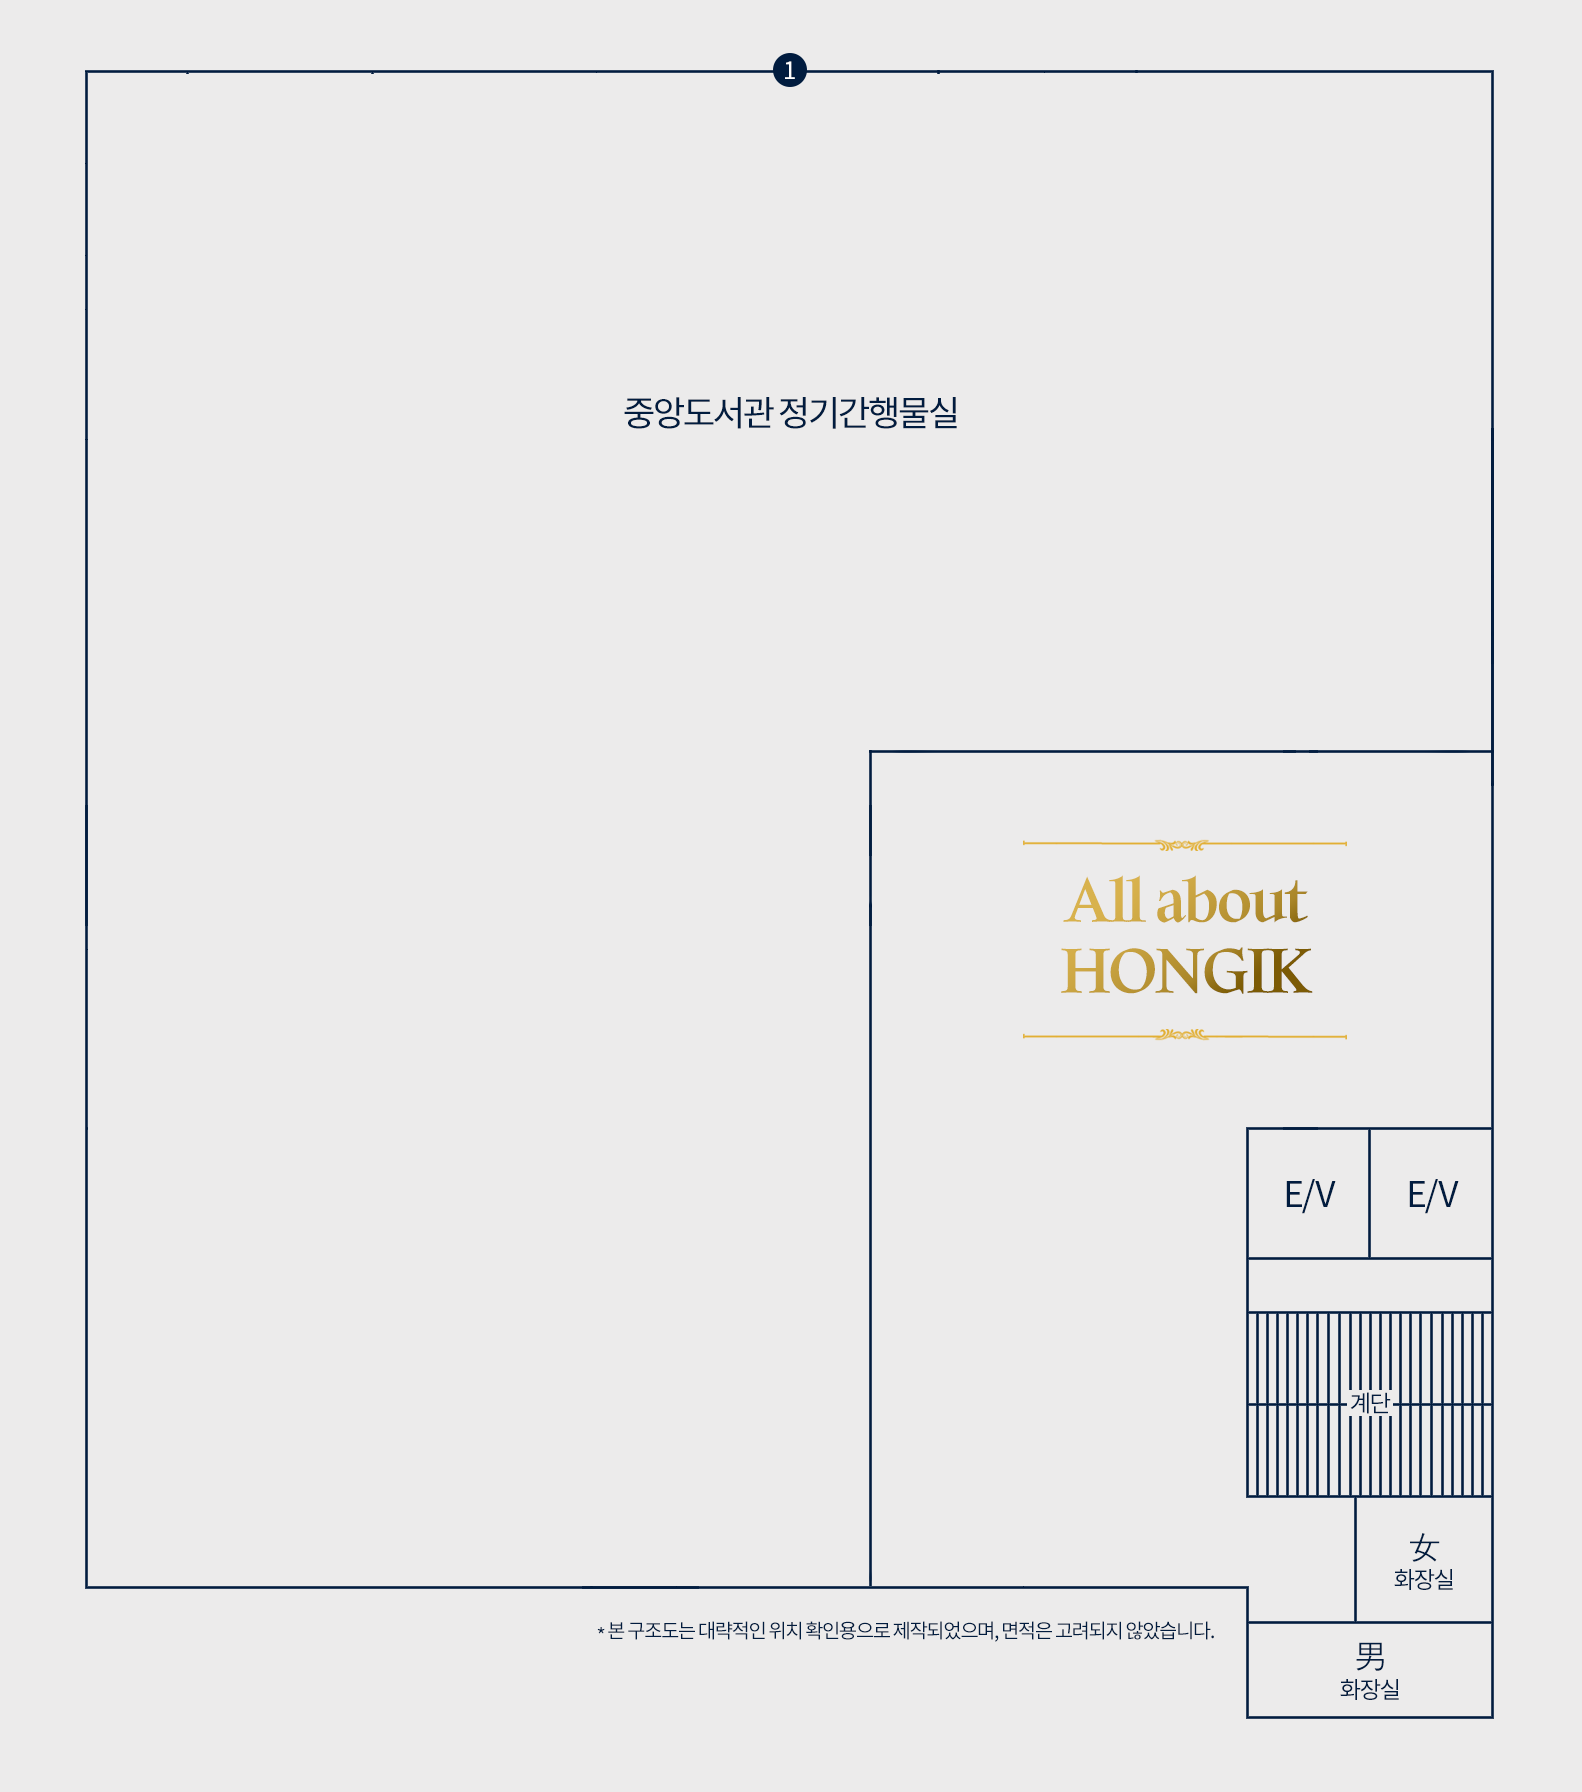 1
중앙도서관 정기간행물실
All about
HONGIK
E/V
E/V
계단
女
화장실
* 본 구조도는 대략적인 위치 확인용으로 제작되었으며, 면적은 고려되지 않았습니다.
男
화장실